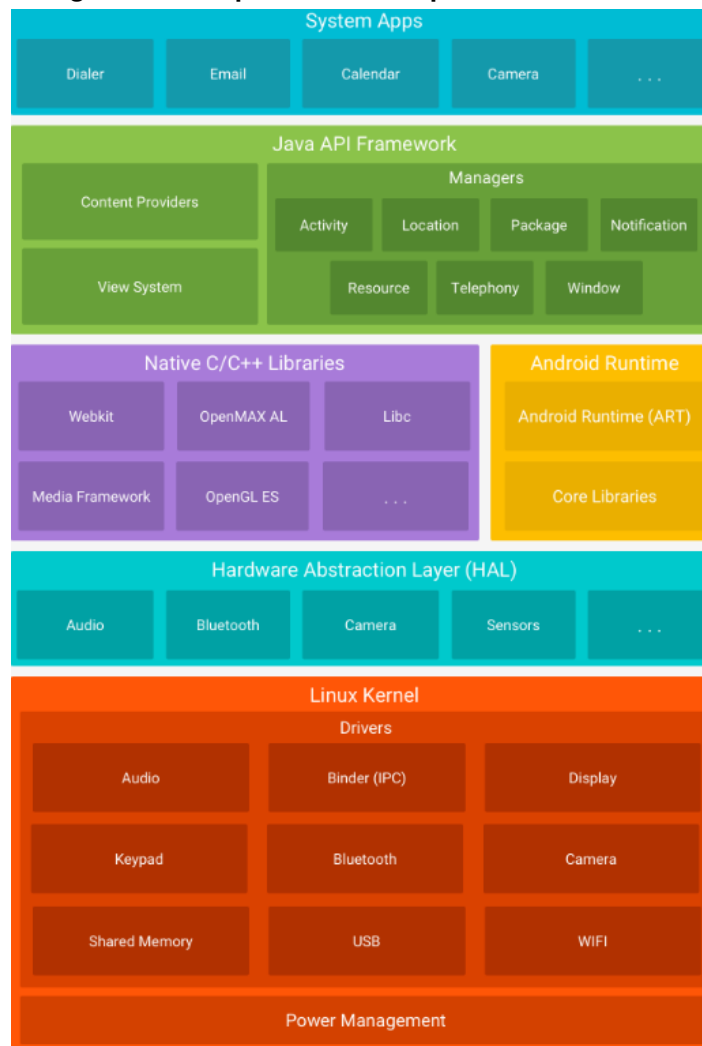 System Apps
Dialer Email Calendar Camera . . .
Java API Framework
Content Providers
View System
Managers
Activity Location Package Notification
Resource Telephony Window
Native C/C++ Libraries
Webkit OpenMAX AL Libc
Media Framework OpenGL ES . . .
Android Runtime
Android Runtime (ART)
Core Libraries
Hardware Abstraction Layer (HAL)
Audio Bluetooth Camera Sensors . . .
Linux Kernel
Drivers
Audio Binder (IPC) Display
Keypad Bluetooth Camera
Shared Memory USB WIFI
Power Management